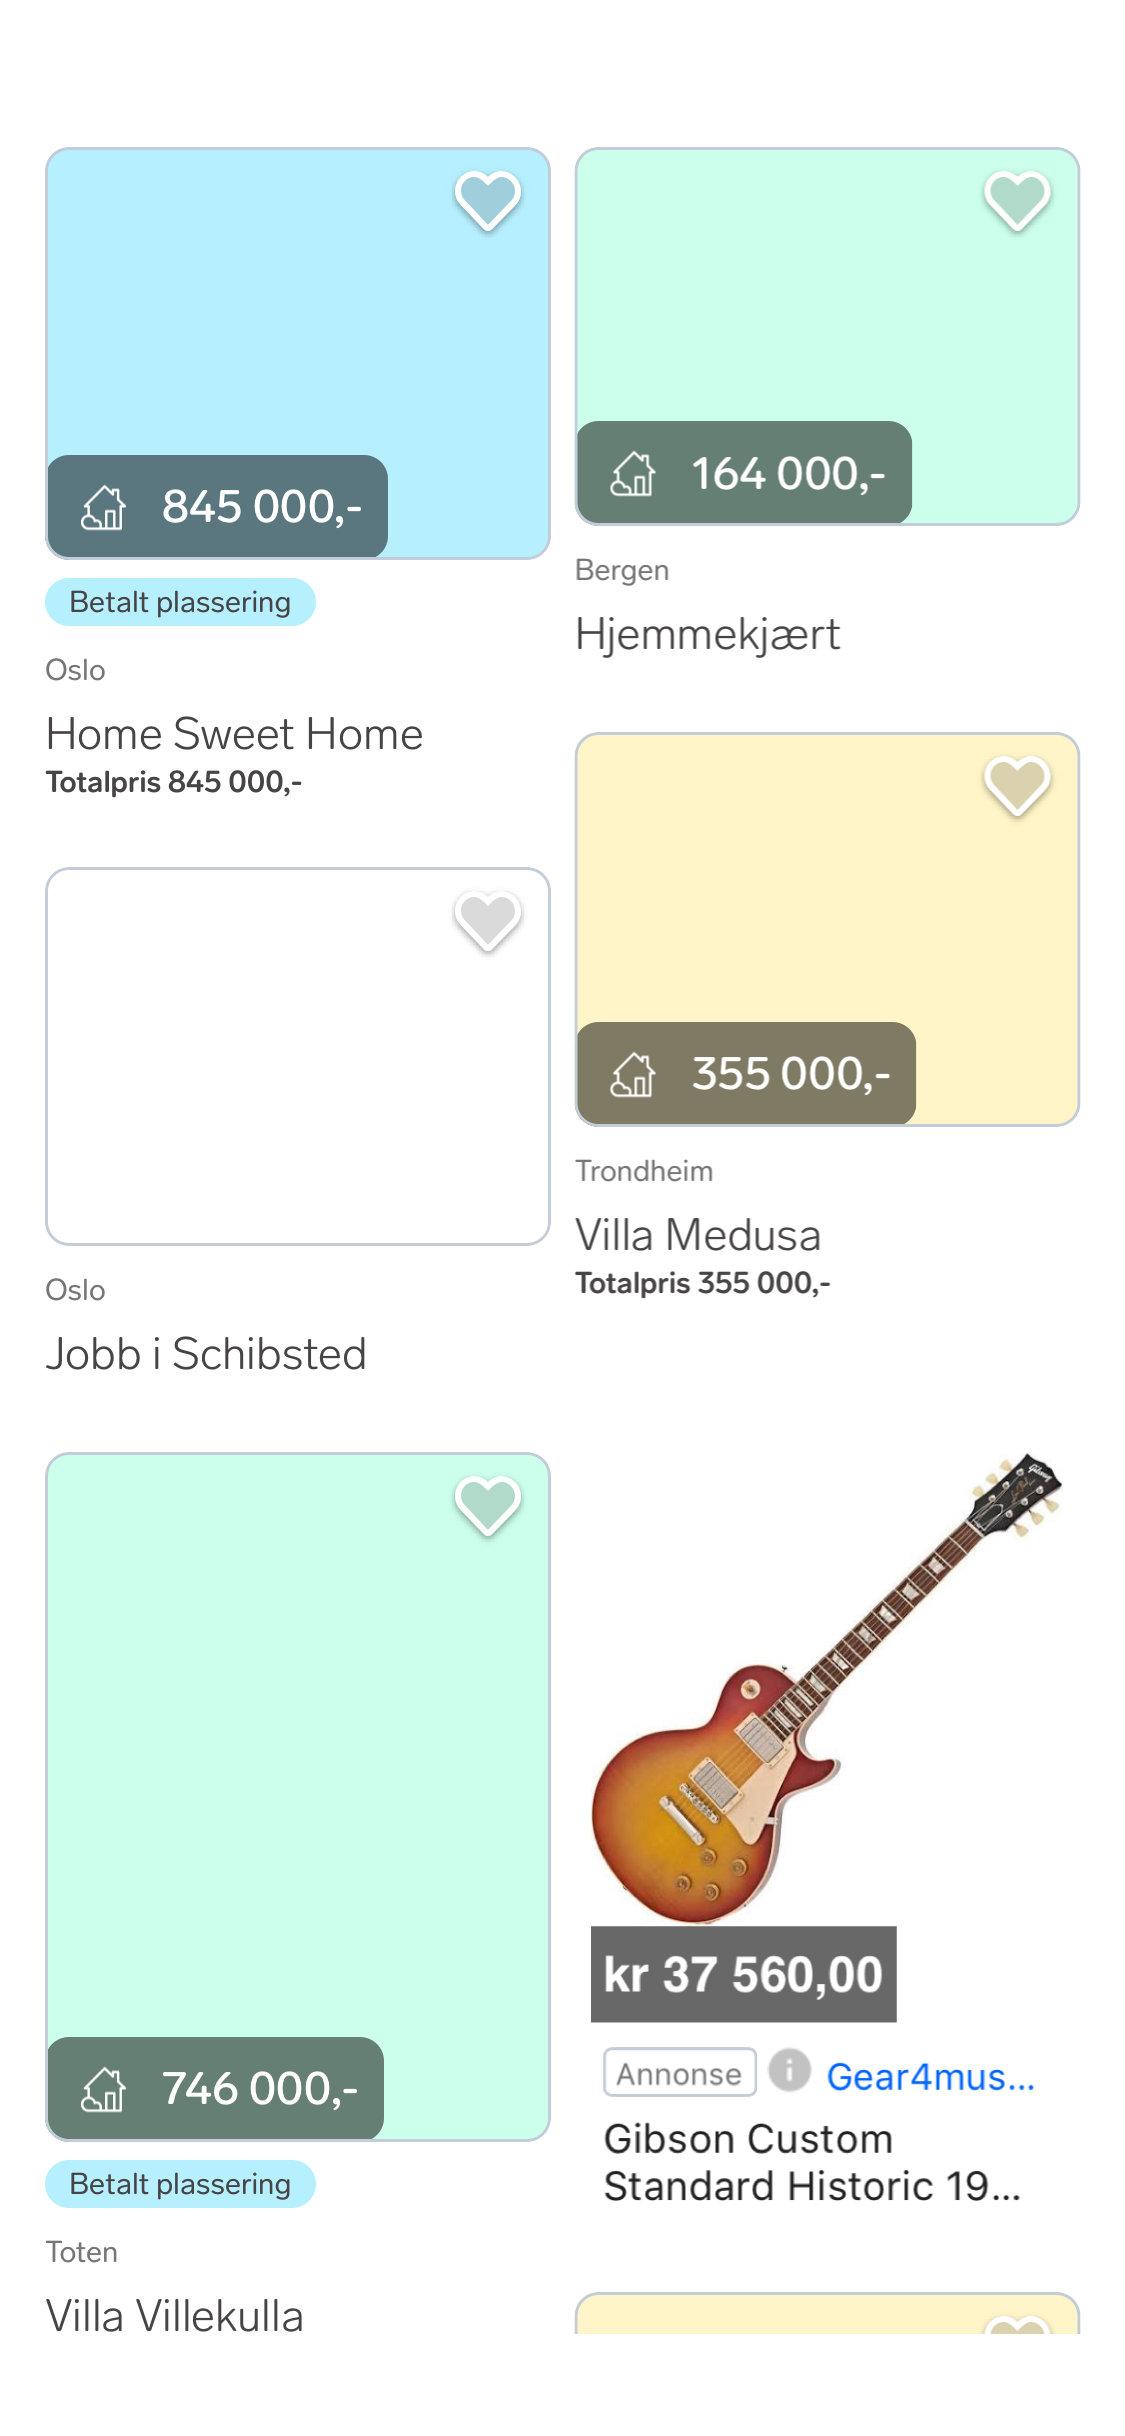 845 000,-
Betalt plassering
Oslo
Home Sweet Home
Totalpris 845 000,-
164 000,-
Bergen
Hjemmekjært
355 000,-
Trondheim
Villa Medusa
Totalpris 355 000,-
Oslo
Jobb i Schibsted
746 000,-
Betalt plassering
Toten
Villa Villekulla
Gibson
kr 37 560,00
Annonse i Gear4mus...
Gibson Custom
Standard Historic 19...